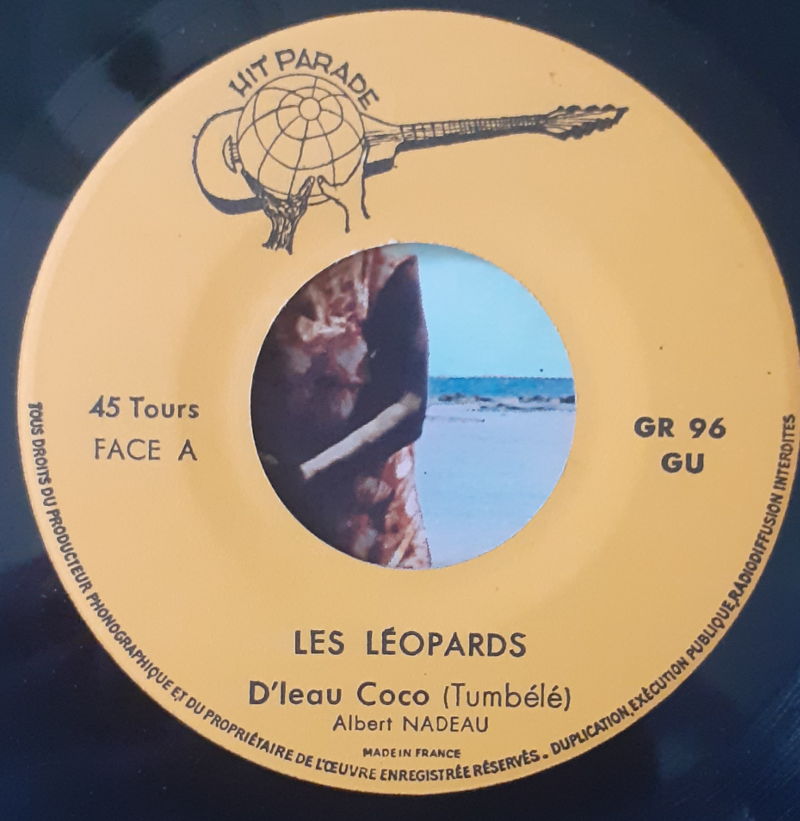 HIT PARADE
45 Tours
FACE A
GR 96
GU
LES LÉOPARDS
D'leau Coco (Tumbélé)
Albert NADEAU
MADE IN FRANCE
TOUS DROITS DU PRODUCTEUR PHONOGRAPHIQUE ET DU PROPRIÉTAIRE DE L'ŒUVRE ENREGISTRÉE RÉSERVÉS. DUPLICATION, EXÉCUTION PUBLIQUE, RADIODIFFUSION INTERDITES